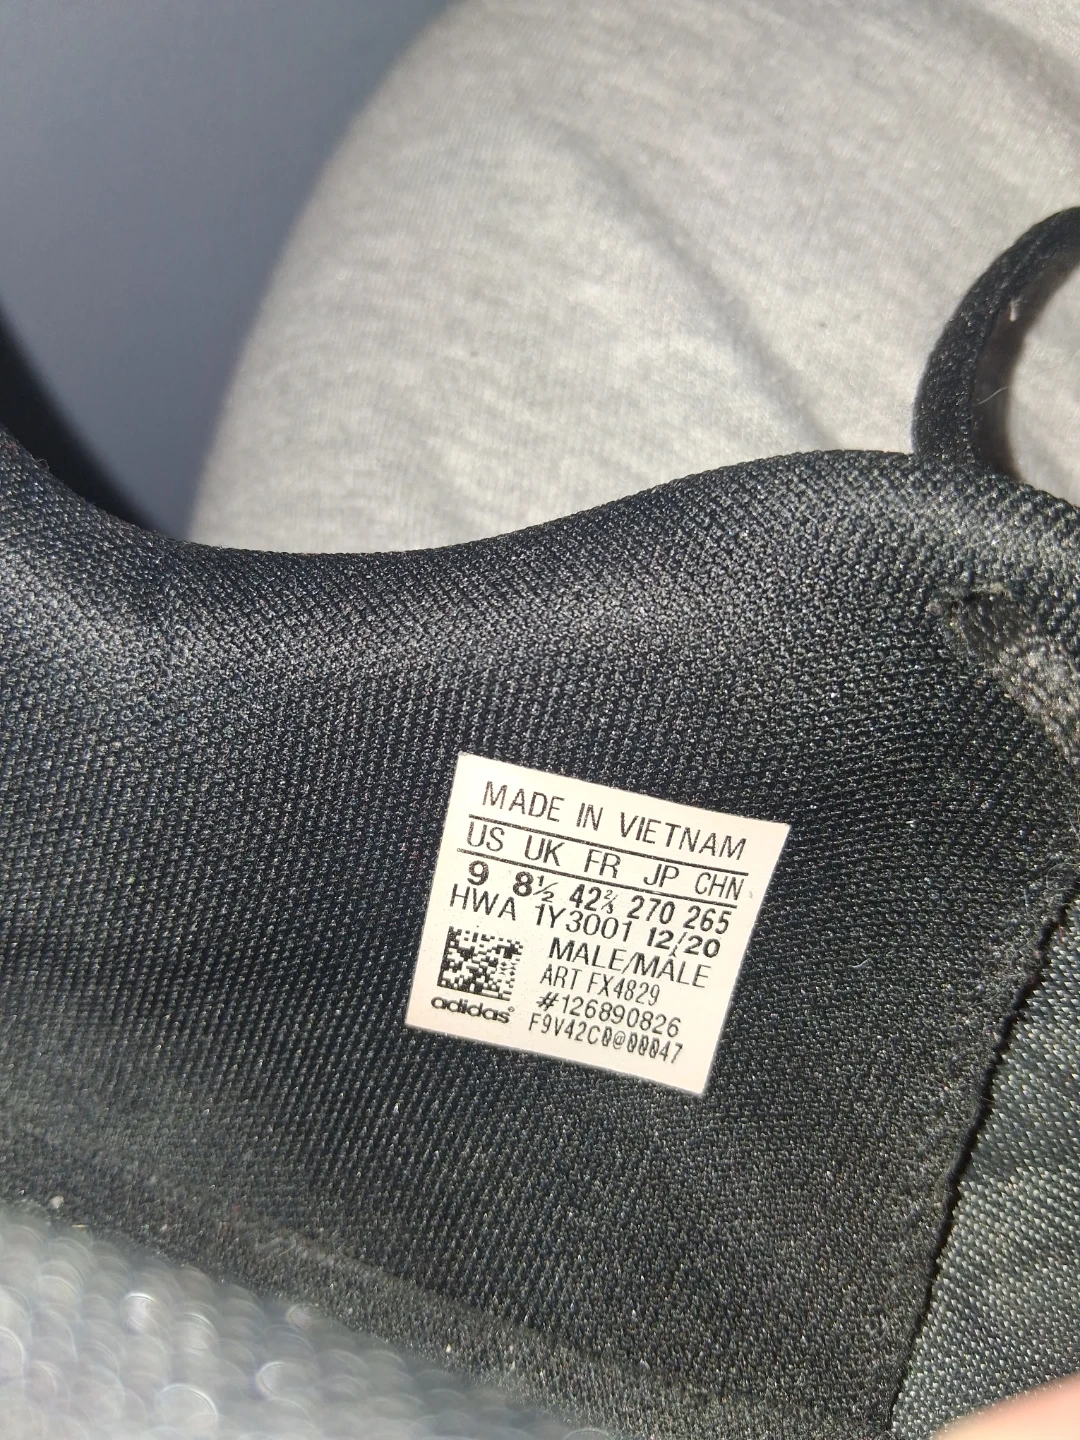 MADE IN VIETNAM
US UK FR JP CHN
9 8½ 42⅔ 270 265
HWA 1Y3001 12/20
MALE/MÂLE
ART FX4829
#126890826
F9V42C0@00047
adidas®